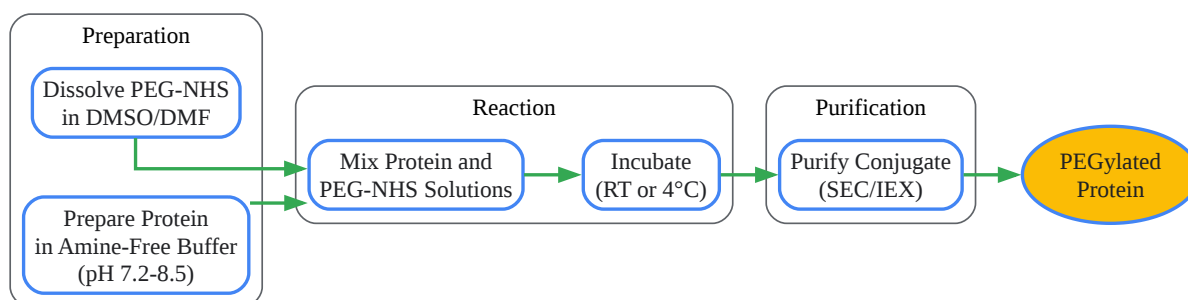 Preparation
Dissolve PEG-NHS
in DMSO/DMF
Prepare Protein
in Amine-Free Buffer
(pH 7.2-8.5)
Reaction
Mix Protein and
PEG-NHS Solutions
Incubate
(RT or 4°C)
Purification
Purify Conjugate
(SEC/IEX)
PEGylated
Protein